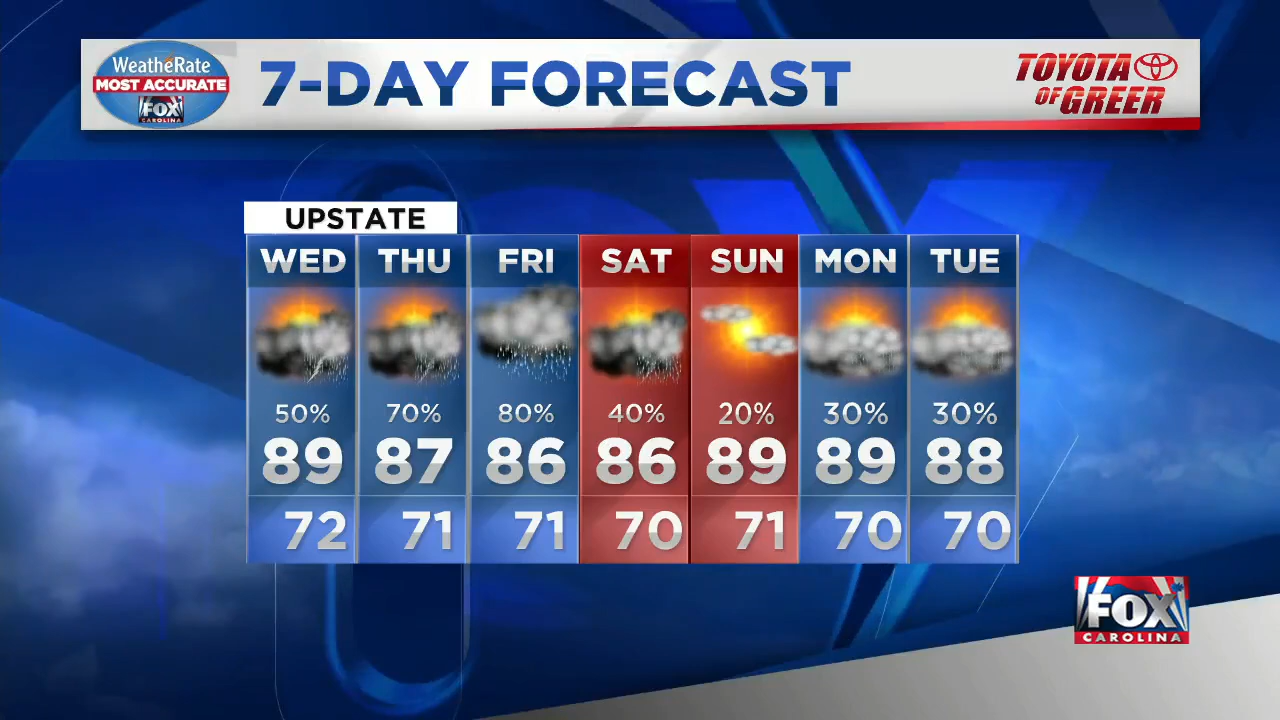 WeatheRate
MOST ACCURATE
FOX
CAROLINA
7-DAY FORECAST
TOYOTA
OF GREER
UPSTATE
WED THU FRI SAT SUN MON TUE
50% 70% 80% 40% 20% 30% 30%
89 87 86 86 89 89 88
72 71 71 70 71 70 70
FOX
CAROLINA